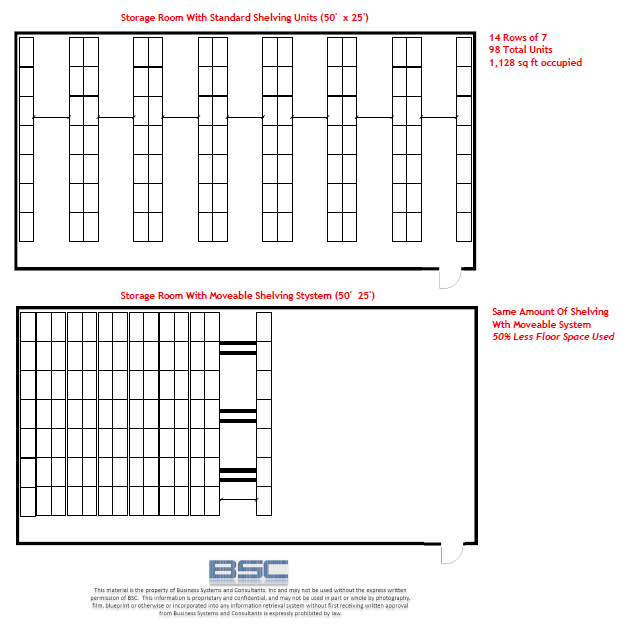 Storage Room With Standard Shelving Units (50' x 25')
14 Rows of 7
98 Total Units
1,128 sq ft occupied
Storage Room With Moveable Shelving Stystem (50' 25')
Same Amount Of Shelving
Wth Moveable System
50% Less Floor Space Used
BSC
This material is the property of Business Systems and Consultants, Inc and may not be used without the express written
permission of BSC. This information is proprietary and confidential, and may not be used in part or whole by photography,
film, blueprint or otherwise or incorporated into any information retrieval system without first receiving written approval
from Business Systems and Consultants is expressly prohibited by law.